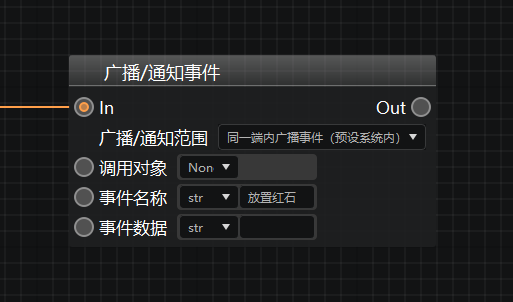 广播/通知事件
In Out
广播/通知范围 同一端内广播事件（预设系统内）
调用对象 Non
事件名称 str 放置红石
事件数据 str